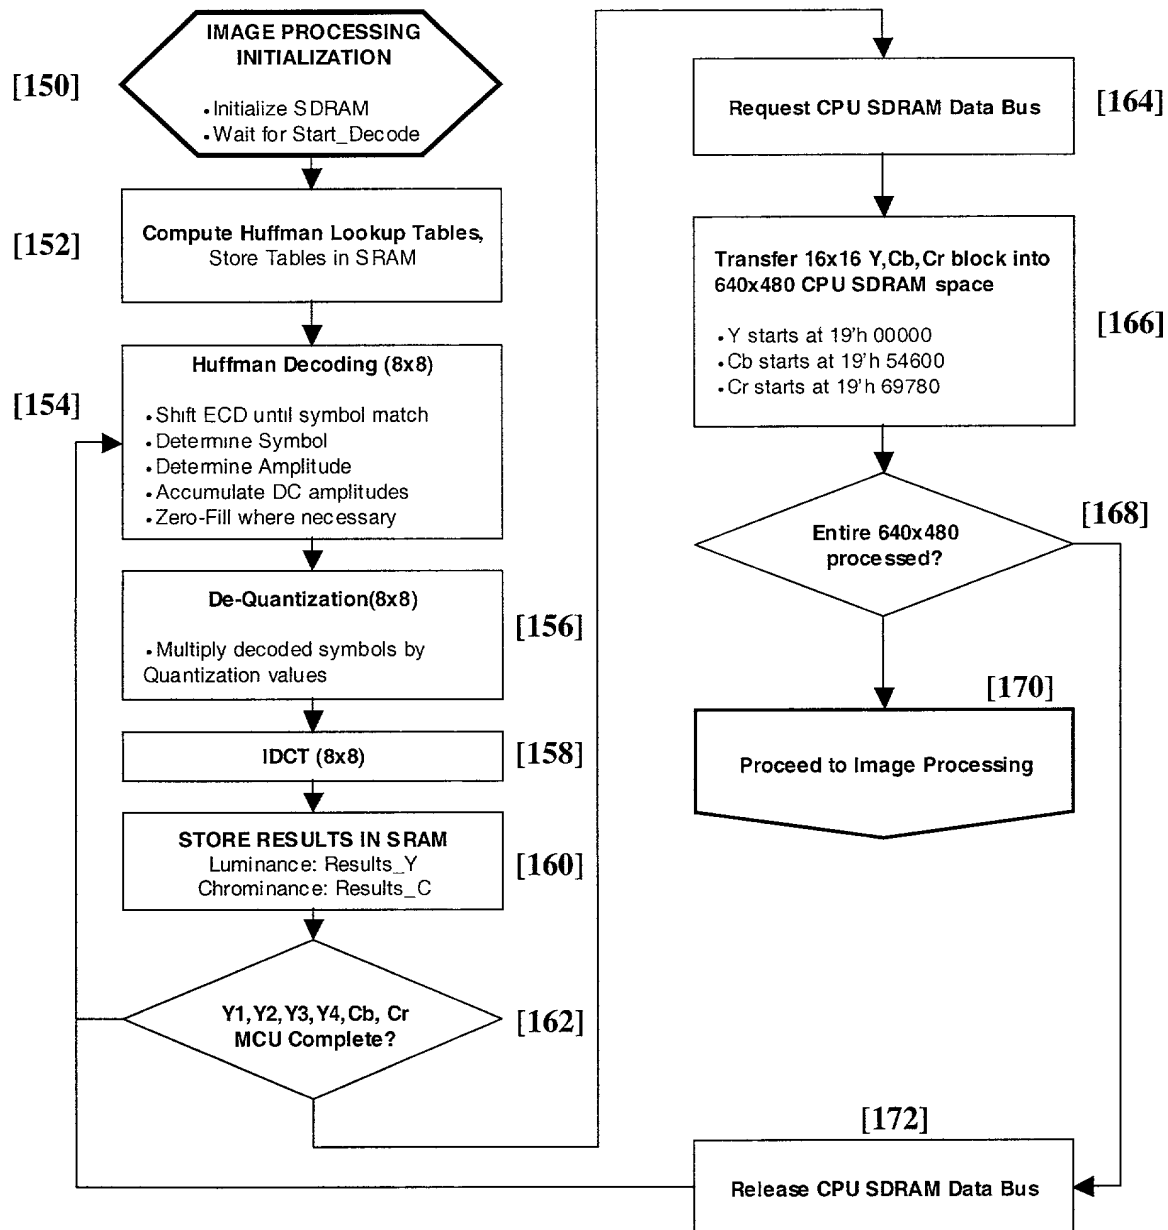 IMAGE PROCESSING
INITIALIZATION
• Initialize SDRAM
• Wait for Start_Decode
[150]
Compute Huffman Lookup Tables,
Store Tables in SRAM
[152]
Huffman Decoding (8x8)
• Shift ECD until symbol match
• Determine Symbol
• Determine Amplitude
• Accumulate DC amplitudes
• Zero-Fill where necessary
[154]
De-Quantization(8x8)
• Multiply decoded symbols by
Quantization values
[156]
IDCT (8x8)
[158]
STORE RESULTS IN SRAM
Luminance: Results_Y
Chrominance: Results_C
[160]
Y1,Y2,Y3,Y4,Cb, Cr
MCU Complete?
[162]
Request CPU SDRAM Data Bus
[164]
Transfer 16x16 Y,Cb,Cr block into
640x480 CPU SDRAM space
• Y starts at 19'h 00000
• Cb starts at 19'h 54600
• Cr starts at 19'h 69780
[166]
Entire 640x480
processed?
[168]
[170]
Proceed to Image Processing
[172]
Release CPU SDRAM Data Bus